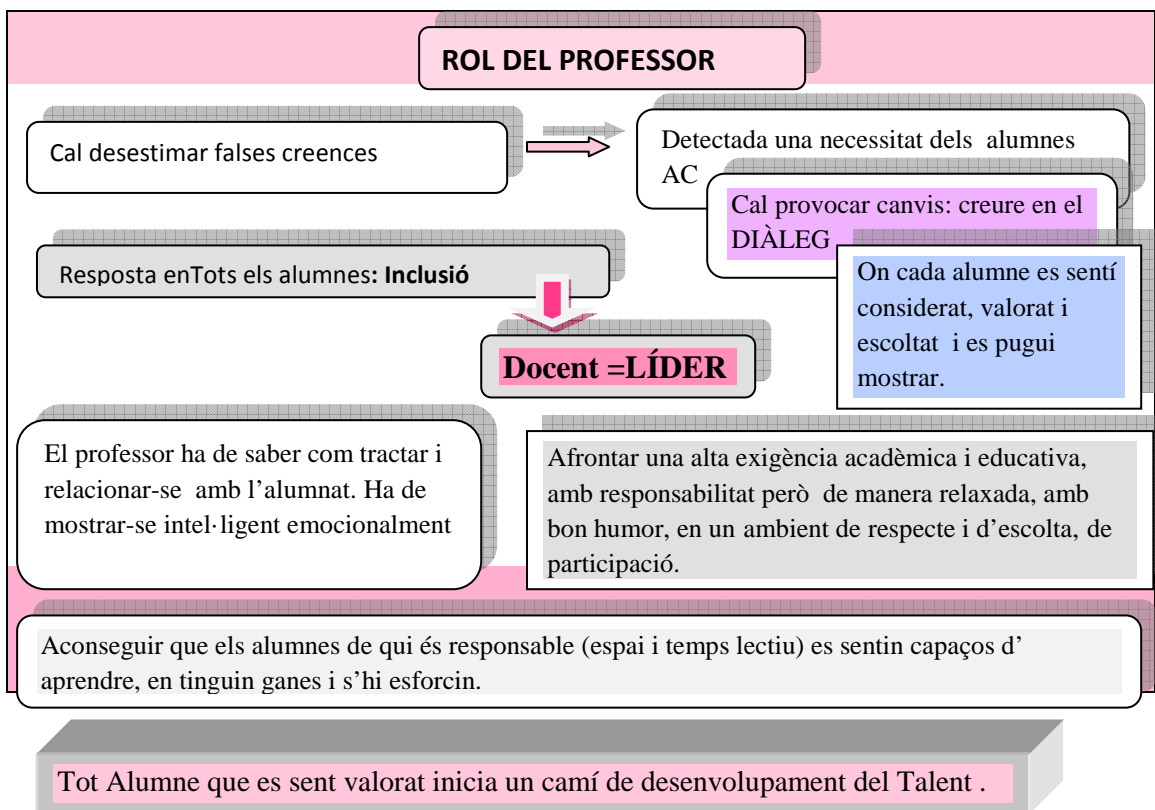 ROL DEL PROFESSOR
Cal desestimar falses creences
Detectada una necessitat dels alumnes
AC
Cal provocar canvis: creure en el
DIÀLEG
On cada alumne es sentí
considerat, valorat i
escoltat i es pugui
mostrar.
Resposta enTots els alumnes: Inclusió
Docent =LÍDER
El professor ha de saber com tractar i
relacionar-se amb l’alumnat. Ha de
mostrar-se intel·ligent emocionalment
Afrontar una alta exigència acadèmica i educativa,
amb responsabilitat però de manera relaxada, amb
bon humor, en un ambient de respecte i d’escolta, de
participació.
Aconseguir que els alumnes de qui és responsable (espai i temps lectiu) es sentin capaços d’
aprendre, en tinguin ganes i s’hi esforcin.
Tot Alumne que es sent valorat inicia un camí de desenvolupament del Talent .